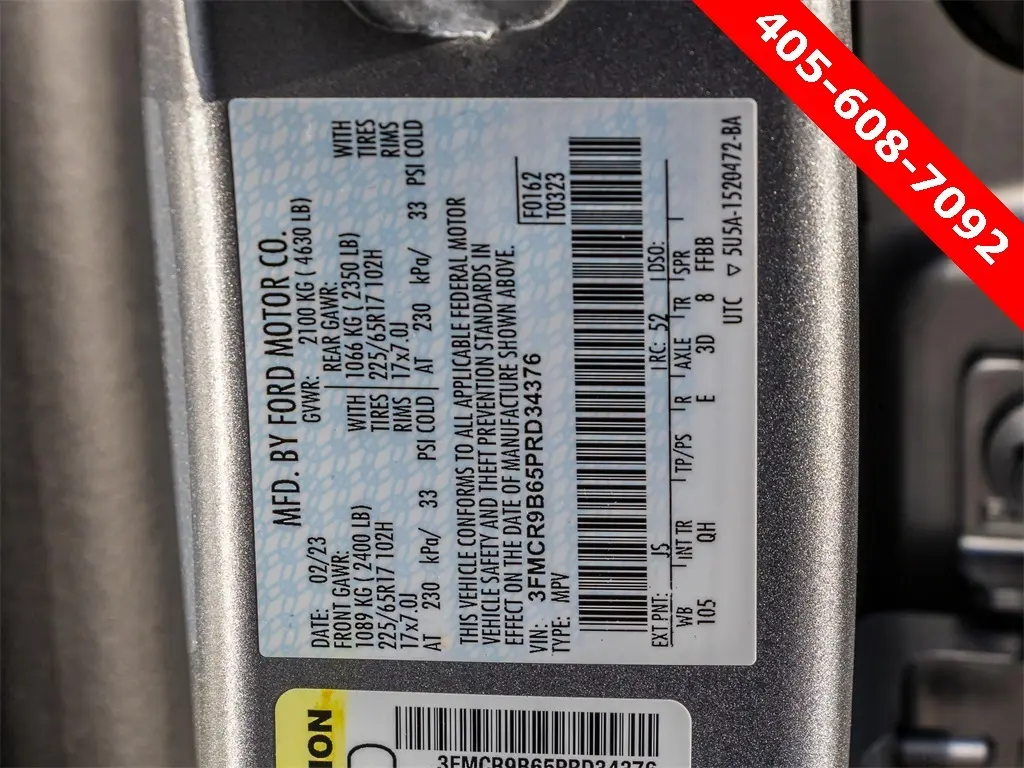 405-608-7092
MFD. BY FORD MOTOR CO.
DATE: 02/23 GVWR: 2100 KG ( 4630 LB)
FRONT GAWR: REAR GAWR:
1089 KG ( 2400 LB) WITH 1066 KG ( 2350 LB) WITH
225/65R17 102H TIRES 225/65R17 102H TIRES
17x7.0J RIMS 17x7.0J RIMS
AT 230 kPa/ 33 PSI COLD AT 230 kPa/ 33 PSI COLD
THIS VEHICLE CONFORMS TO ALL APPLICABLE FEDERAL MOTOR
VEHICLE SAFETY AND THEFT PREVENTION STANDARDS IN
EFFECT ON THE DATE OF MANUFACTURE SHOWN ABOVE.
VIN: 3FMCR9B65PRD34376
TYPE: MPV
F0162
T0323
EXT PNT: JS RC: 52 DSO:
WB INT TR TP/PS R AXLE TR SPR
105 QH E 3D 8 FFBB
UTC ▽ 5U5A-1520472-BA
3FMCR9B65PRD34376